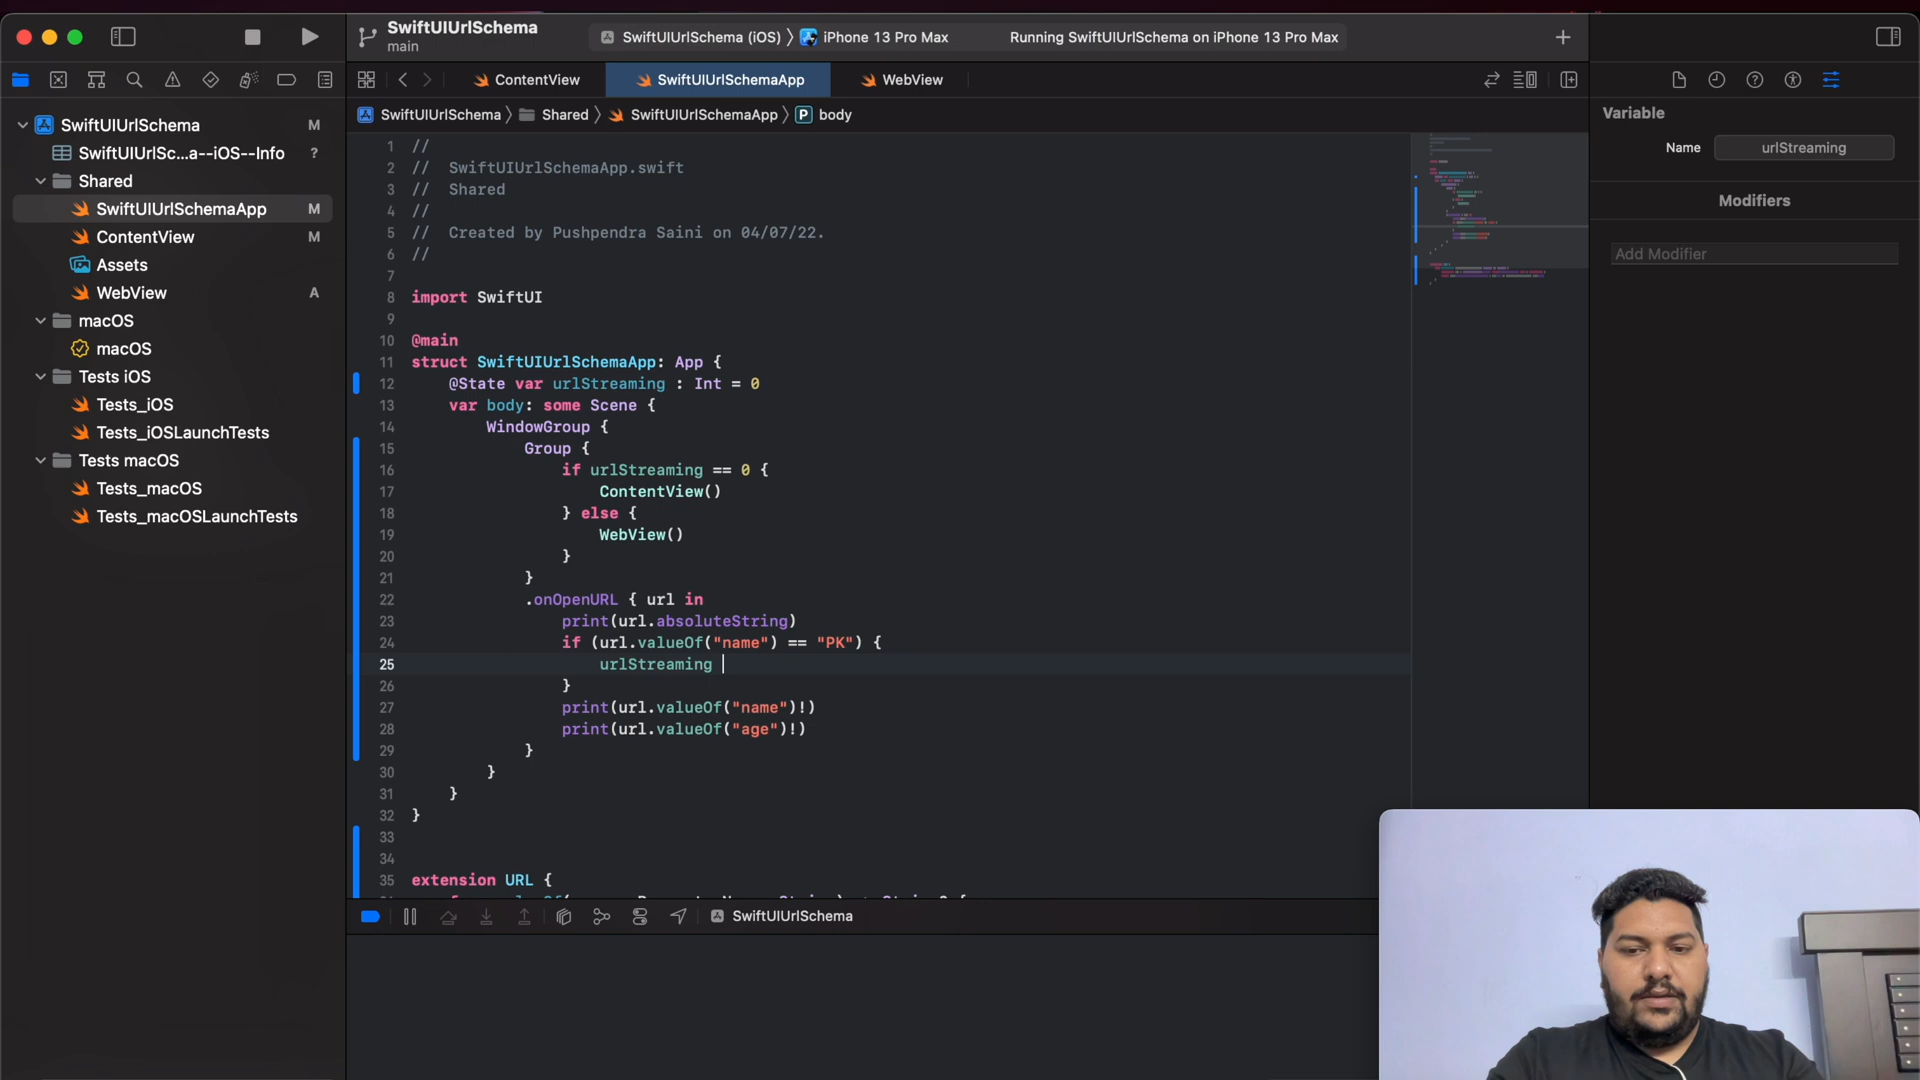 SwiftUIUrlSchema
main
SwiftUIUrlSchema (iOS) iPhone 13 Pro Max
Running SwiftUIUrlSchema on iPhone 13 Pro Max
ContentView
SwiftUIUrlSchemaApp
WebView
SwiftUIUrlSchema Shared SwiftUIUrlSchemaApp P body
SwiftUIUrlSchema M
SwiftUIUrlSc...a--iOS--Info ?
Shared
SwiftUIUrlSchemaApp M
ContentView M
Assets
WebView A
macOS
macOS
Tests iOS
Tests_iOS
Tests_iOSLaunchTests
Tests macOS
Tests_macOS
Tests_macOSLaunchTests
1 //
2 // SwiftUIUrlSchemaApp.swift
3 // Shared
4 //
5 // Created by Pushpendra Saini on 04/07/22.
6 //
7
8 import SwiftUI
9
10 @main
11 struct SwiftUIUrlSchemaApp: App {
12 @State var urlStreaming : Int = 0
13 var body: some Scene {
14 WindowGroup {
15 Group {
16 if urlStreaming == 0 {
17 ContentView()
18 } else {
19 WebView()
20 }
21 }
22 .onOpenURL { url in
23 print(url.absoluteString)
24 if (url.valueOf("name") == "PK") {
25 urlStreaming
26 }
27 print(url.valueOf("name")!)
28 print(url.valueOf("age")!)
29 }
30 }
31 }
32 }
33
34
35 extension URL {
SwiftUIUrlSchema
Variable
Name urlStreaming
Modifiers
Add Modifier